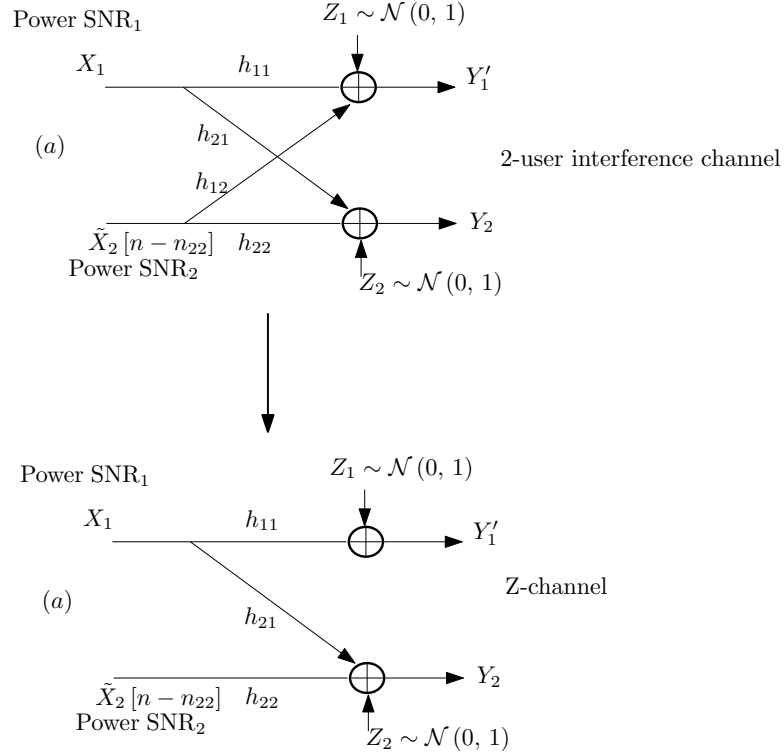 Power SNR₁
Z₁ ∼ 𝒩 (0, 1)
X₁
h₁₁
Y₁′
(a)
h₂₁
2-user interference channel
h₁₂
X̃₂ [n − n₂₂]
h₂₂
Y₂
Power SNR₂
Z₂ ∼ 𝒩 (0, 1)
Power SNR₁
Z₁ ∼ 𝒩 (0, 1)
X₁
h₁₁
Y₁′
(a)
Z-channel
h₂₁
X̃₂ [n − n₂₂]
h₂₂
Y₂
Power SNR₂
Z₂ ∼ 𝒩 (0, 1)